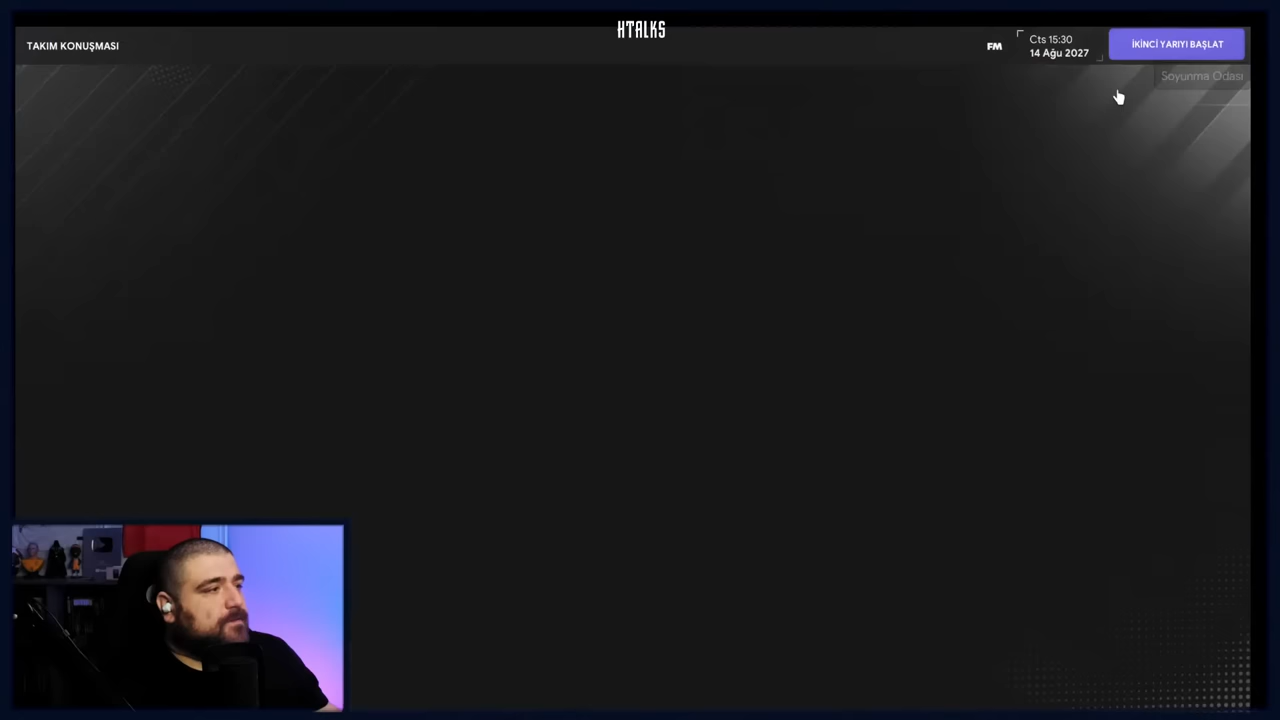 HTALKS
TAKIM KONUŞMASI
FM
Cts 15:30
14 Ağu 2027
İKİNCİ YARIYI BAŞLAT
Soyunma Odası